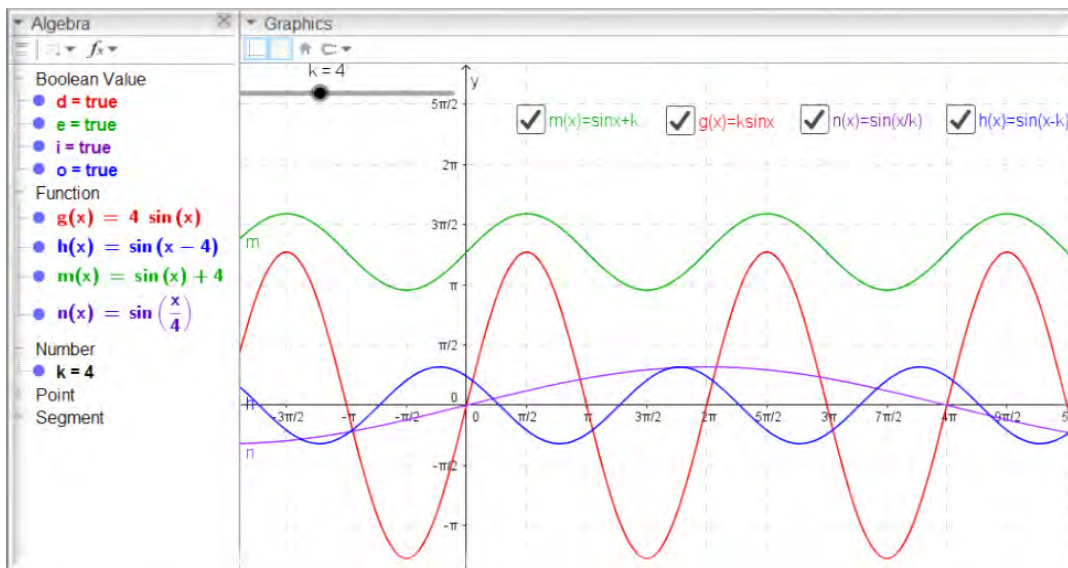 Algebra
Graphics
fx
Boolean Value
d = true
e = true
i = true
o = true
Function
g(x) = 4 sin (x)
h(x) = sin (x − 4)
m(x) = sin (x) + 4
n(x) = sin (x/4)
Number
k = 4
Point
Segment
k = 4
y
m(x)=sinx+k
g(x)=ksinx
n(x)=sin(x/k)
h(x)=sin(x-k)
5π/2
2π
3π/2
π
π/2
0
-π/2
-π
m
n
-3π/2
-π
-π/2
0
π/2
π
3π/2
2π
5π/2
3π
7π/2
4π
9π/2